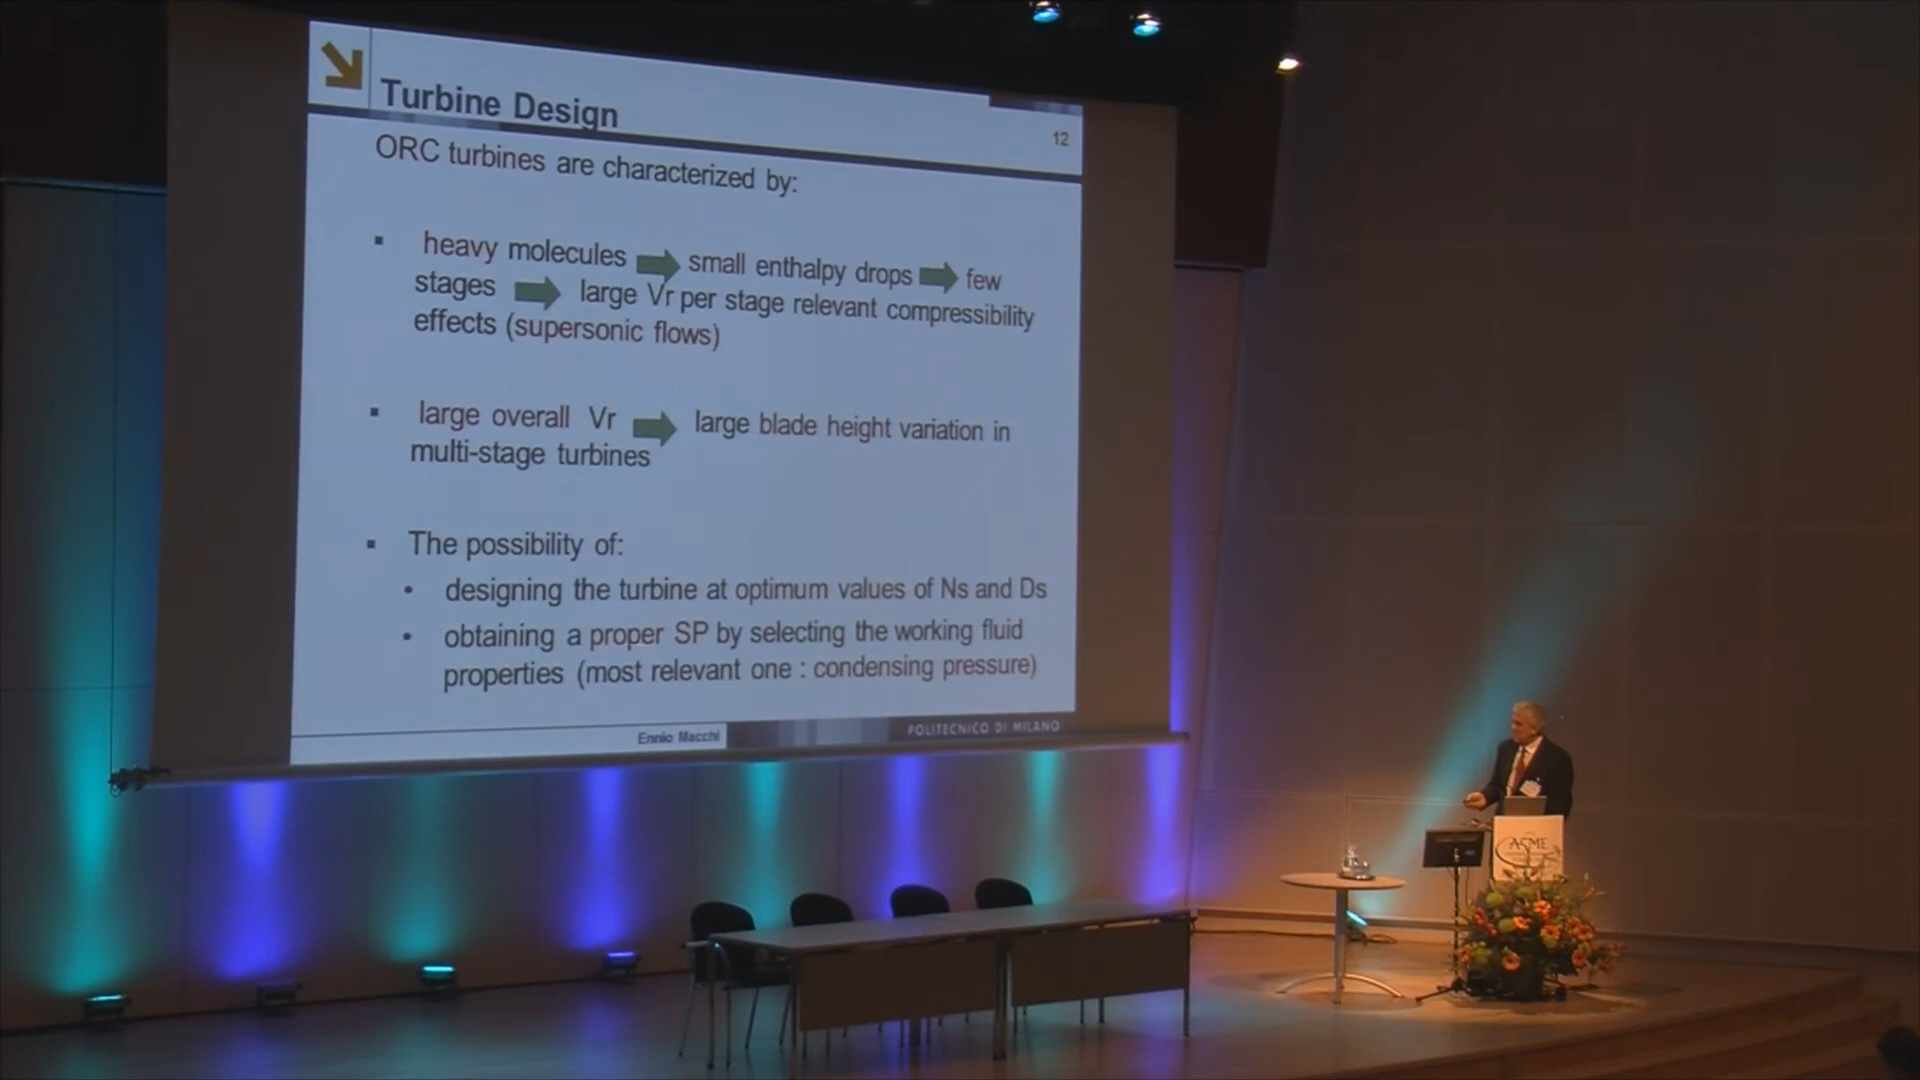 Turbine Design
12
ORC turbines are characterized by:
▪ heavy molecules small enthalpy drops few
stages large Vr per stage relevant compressibility
effects (supersonic flows)
▪ large overall Vr large blade height variation in
multi-stage turbines
▪ The possibility of:
• designing the turbine at optimum values of Ns and Ds
• obtaining a proper SP by selecting the working fluid
properties (most relevant one : condensing pressure)
Ennio Macchi
POLITECNICO DI MILANO
ASME